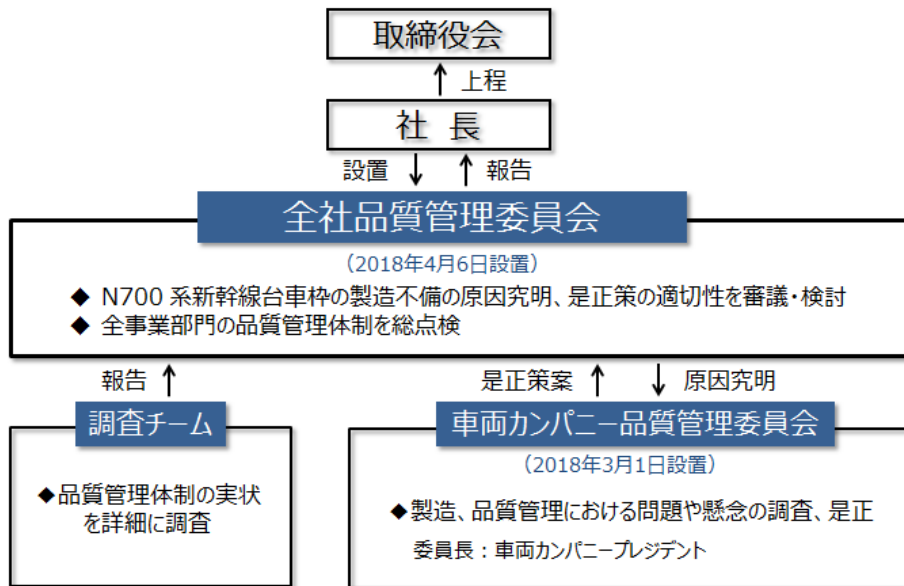 取締役会
↑ 上程
社 長
設置 ↓ ↑ 報告
全社品質管理委員会
（2018年4月6日設置）
◆ N700 系新幹線台車枠の製造不備の原因究明、是正策の適切性を審議・検討
◆ 全事業部門の品質管理体制を総点検
報告 ↑
是正策案 ↑ ↓ 原因究明
調査チーム
◆品質管理体制の実状
を詳細に調査
車両カンパニー品質管理委員会
（2018年3月1日設置）
◆製造、品質管理における問題や懸念の調査、是正
委員長：車両カンパニープレジデント